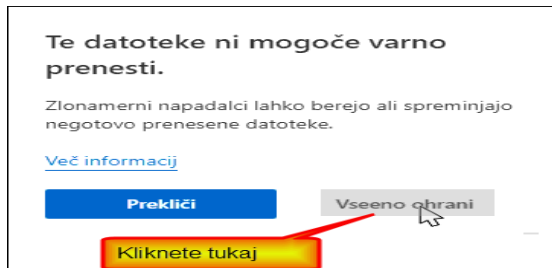 Te datoteke ni mogoče varno
prenesti.
Zlonamerni napadalci lahko berejo ali spreminjajo
negotovo prenesene datoteke.
Več informacij
Prekliči
Vseeno ohrani
Kliknete tukaj